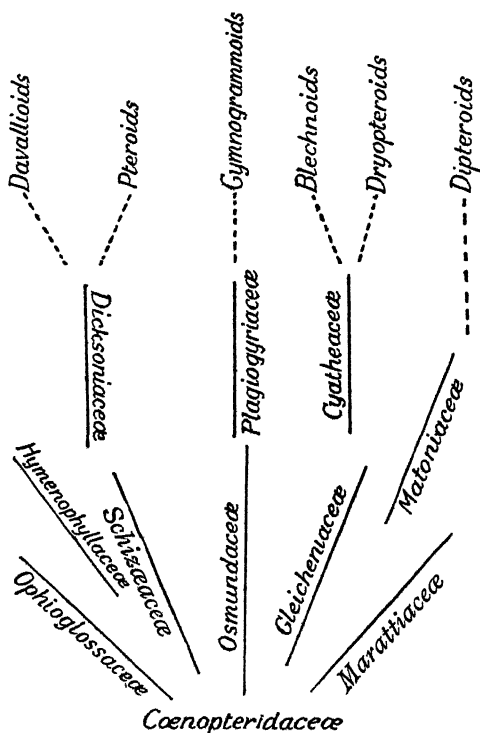 Davallioids
Pteroids
Gymnogrammoids
Blechnoids
Dryopteroids
Dipteroids
Dicksoniaceæ
Plagiogyriaceæ
Cyatheaceæ
Matoniaceæ
Hymenophyllaceæ
Schizæaceæ
Osmundaceæ
Gleicheniaceæ
Ophioglossaceæ
Marattiaceæ
Cœnopteridaceæ